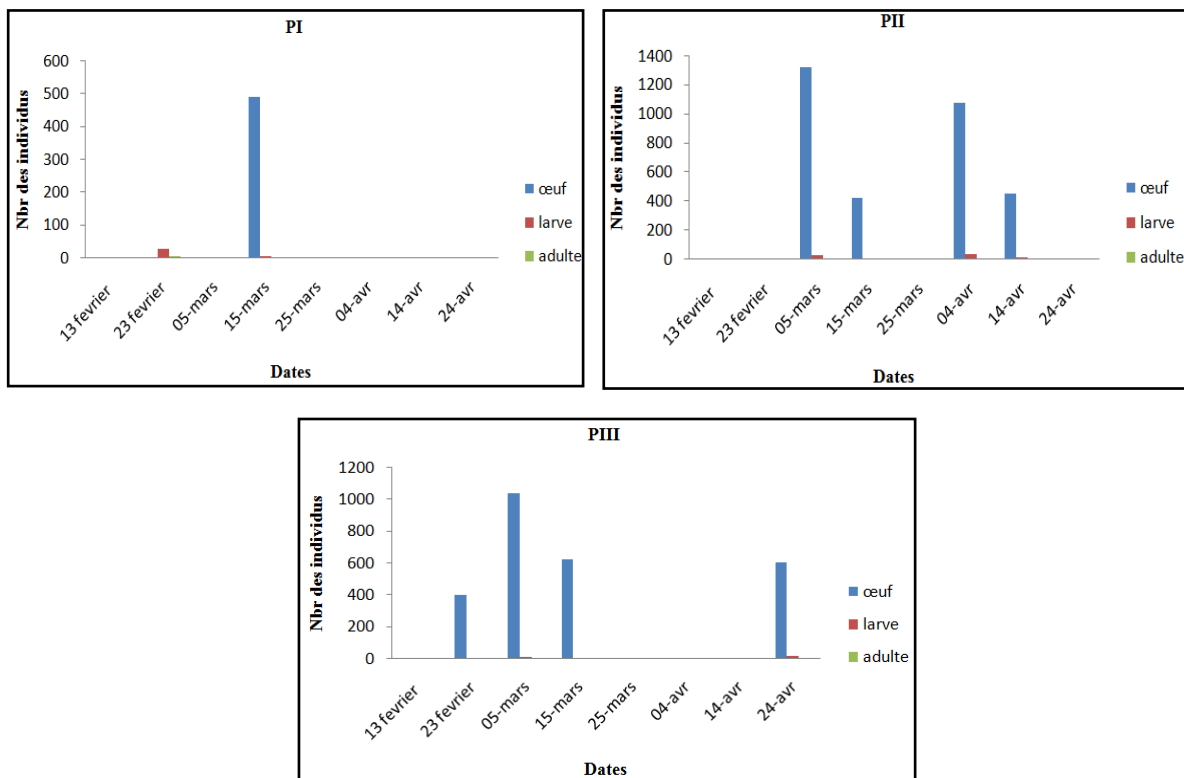 PI
Nbr des individus
600
500
400
300
200
100
0
13 fevrier
23 fevrier
05-mars
15-mars
25-mars
04-avr
14-avr
24-avr
Dates
œuf
larve
adulte
PII
Nbr des individus
1400
1200
1000
800
600
400
200
0
13 fevrier
23 fevrier
05-mars
15-mars
25-mars
04-avr
14-avr
24-avr
Dates
œuf
larve
adulte
PIII
Nbr des individus
1200
1000
800
600
400
200
0
13 fevrier
23 fevrier
05-mars
15-mars
25-mars
04-avr
14-avr
24-avr
Dates
œuf
larve
adulte